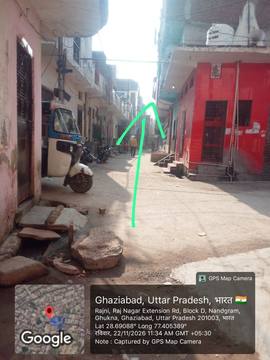 GPS Map Camera
Ghaziabad, Uttar Pradesh, भारत
Rajni, Raj Nagar Extension Rd, Block D, Nandgram,
Ghukna, Ghaziabad, Uttar Pradesh 201003, भारत
Lat 28.69088° Long 77.405389°
रविवार, 22/11/2026 11:34 AM GMT +05:30
Note : Captured by GPS Map Camera
Google